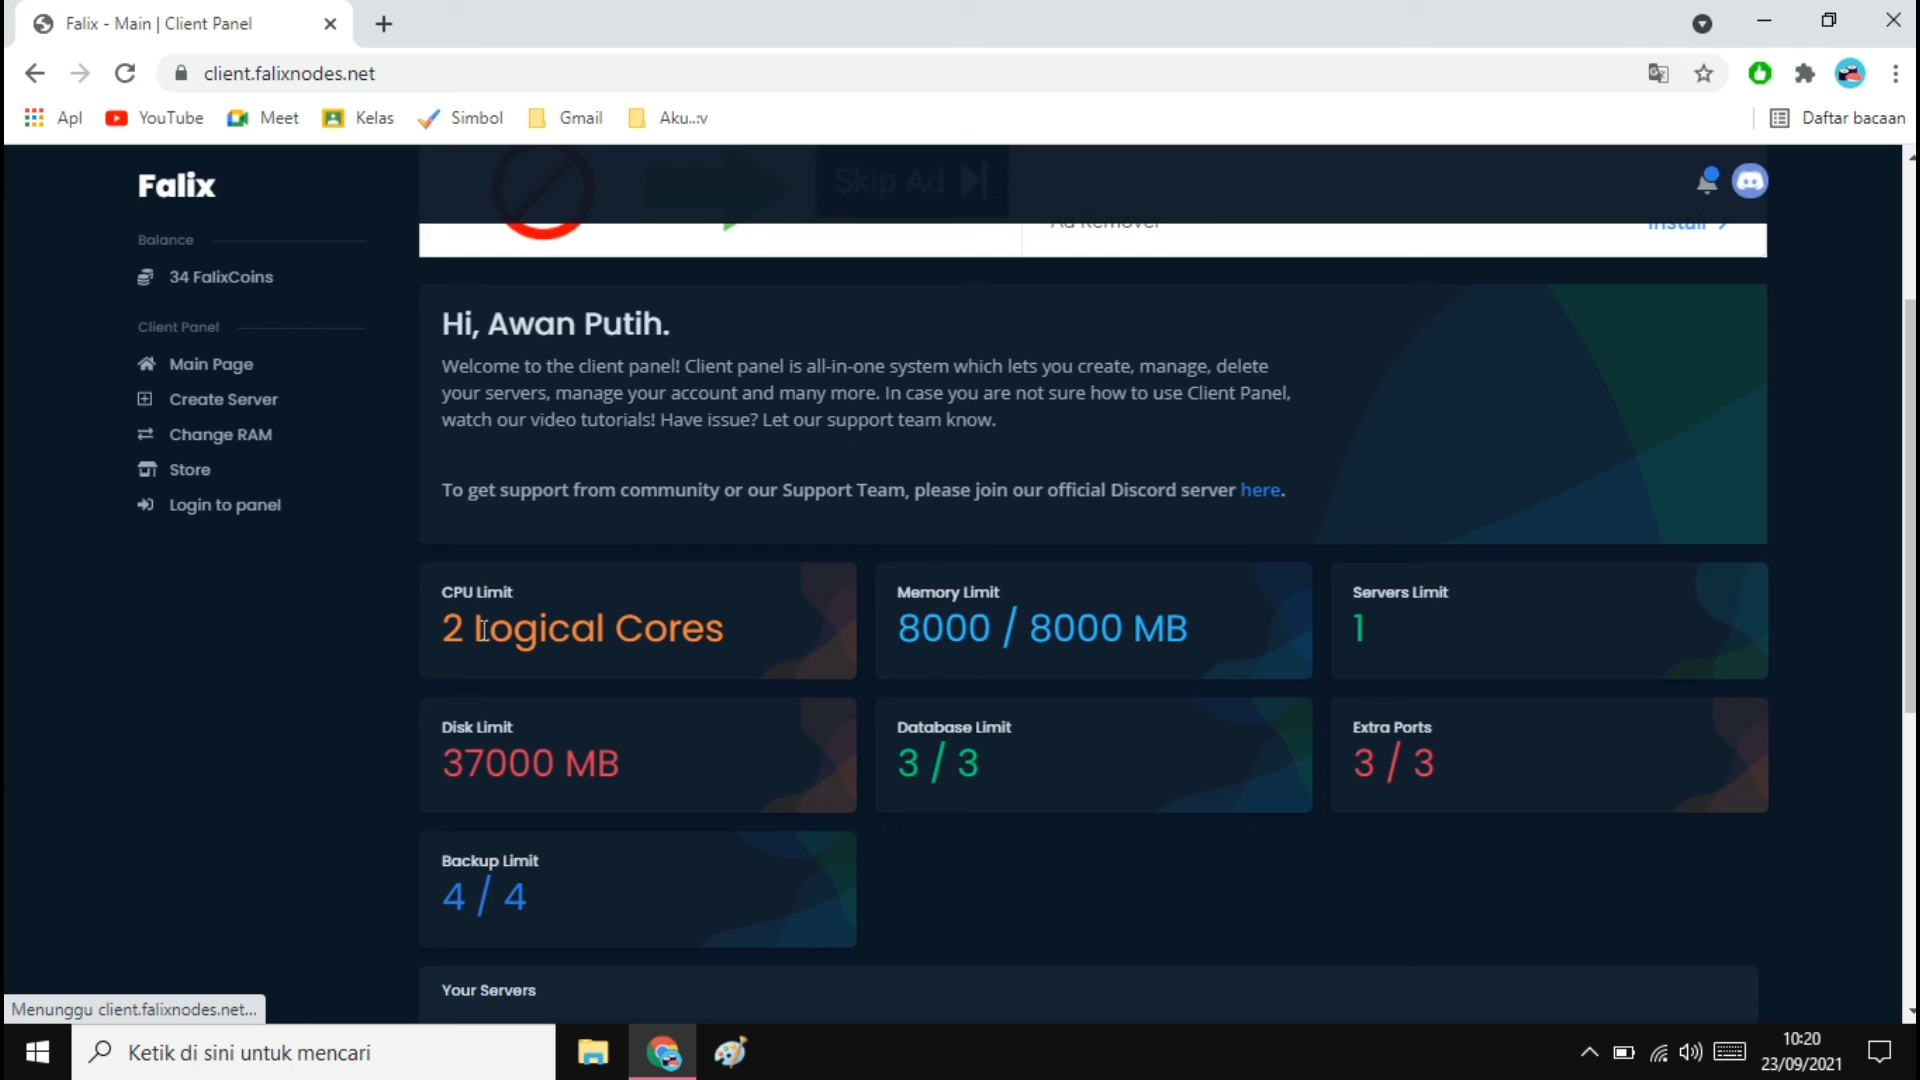 Falix - Main | Client Panel
client.falixnodes.net
Apl
YouTube
Meet
Kelas
Simbol
Gmail
Aku..:v
Daftar bacaan
Falix
Skip Ad
Ad Remover
Install
Balance
34 FalixCoins
Client Panel
Main Page
Create Server
Change RAM
Store
Login to panel
Hi, Awan Putih.
Welcome to the client panel! Client panel is all-in-one system which lets you create, manage, delete
your servers, manage your account and many more. In case you are not sure how to use Client Panel,
watch our video tutorials! Have issue? Let our support team know.
To get support from community or our Support Team, please join our official Discord server here.
CPU Limit
2 Logical Cores
Memory Limit
8000 / 8000 MB
Servers Limit
1
Disk Limit
37000 MB
Database Limit
3 / 3
Extra Ports
3 / 3
Backup Limit
4 / 4
Your Servers
Menunggu client.falixnodes.net...
Ketik di sini untuk mencari
10:20
23/09/2021